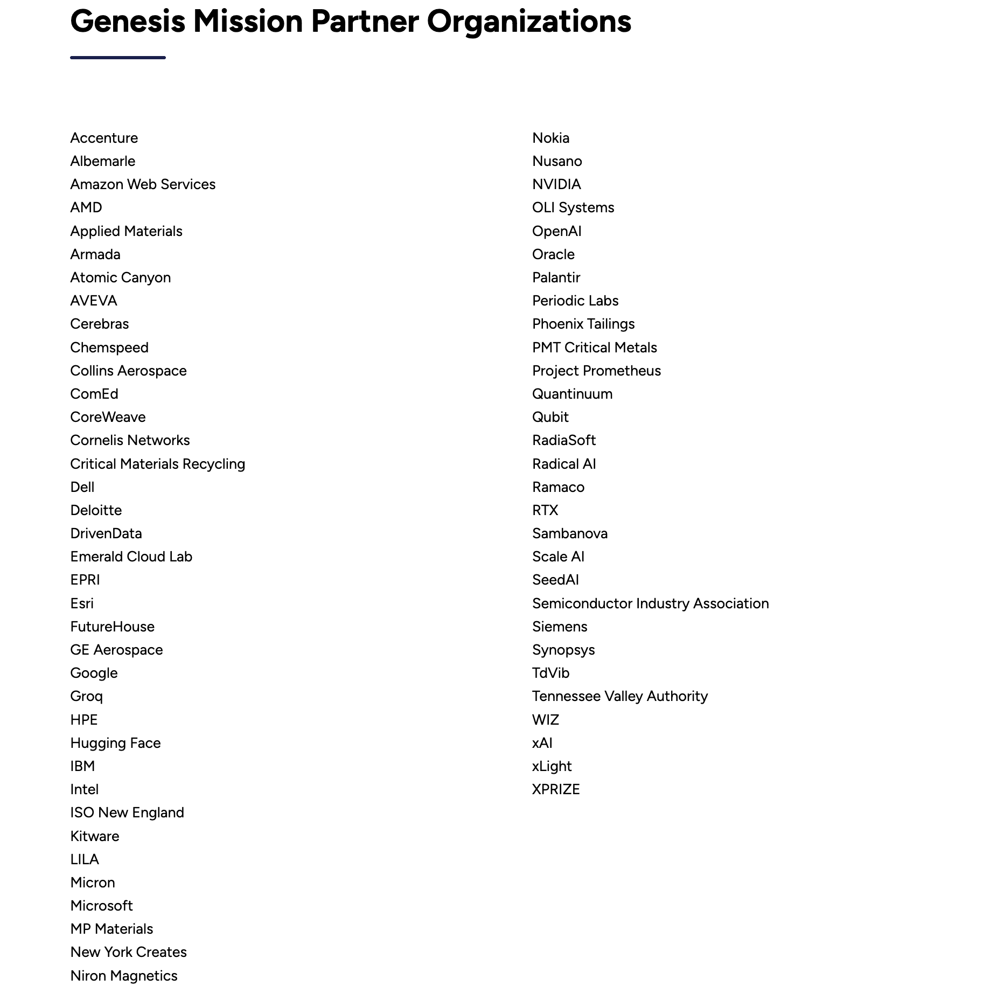 Genesis Mission Partner Organizations
Accenture
Albemarle
Amazon Web Services
AMD
Applied Materials
Armada
Atomic Canyon
AVEVA
Cerebras
Chemspeed
Collins Aerospace
ComEd
CoreWeave
Cornelis Networks
Critical Materials Recycling
Dell
Deloitte
DrivenData
Emerald Cloud Lab
EPRI
Esri
FutureHouse
GE Aerospace
Google
Groq
HPE
Hugging Face
IBM
Intel
ISO New England
Kitware
LILA
Micron
Microsoft
MP Materials
New York Creates
Niron Magnetics
Nokia
Nusano
NVIDIA
OLI Systems
OpenAI
Oracle
Palantir
Periodic Labs
Phoenix Tailings
PMT Critical Metals
Project Prometheus
Quantinuum
Qubit
RadiaSoft
Radical AI
Ramaco
RTX
Sambanova
Scale AI
SeedAI
Semiconductor Industry Association
Siemens
Synopsys
TdVib
Tennessee Valley Authority
WIZ
xAI
xLight
XPRIZE